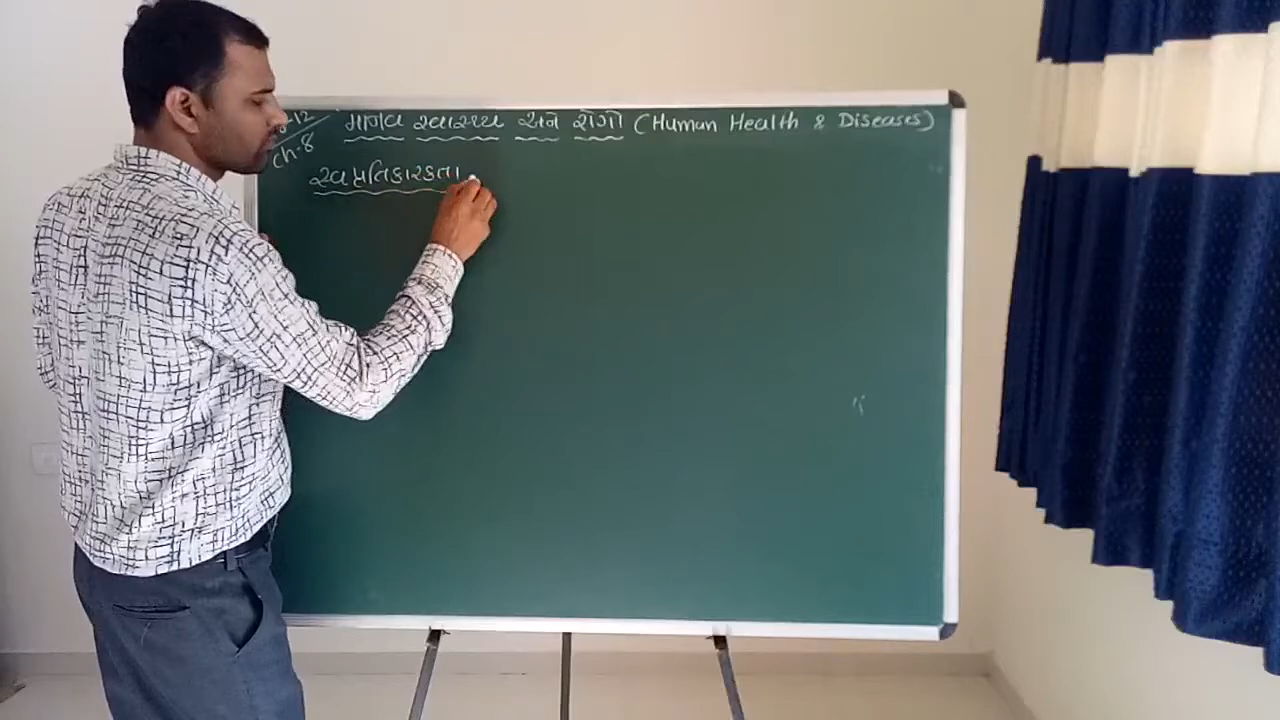 -12 માનવ સ્વાસ્થ્ય અને રોગો (Human Health & Diseases)
Ch-8
સ્વપ્રતિકારકતા